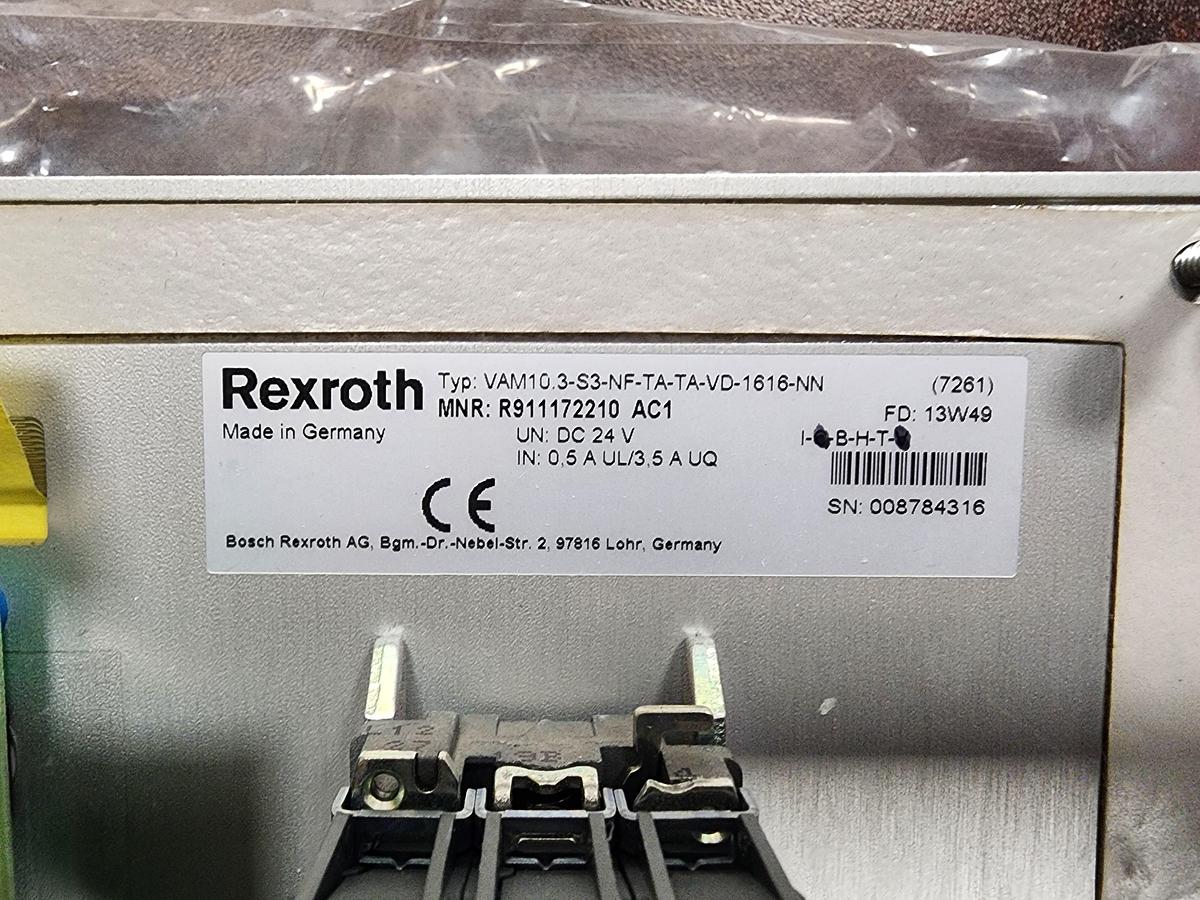 Rexroth
Typ: VAM10.3-S3-NF-TA-TA-VD-1616-NN
(7261)
MNR: R911172210 AC1
FD: 13W49
Made in Germany
UN: DC 24 V
IN: 0,5 A UL/3,5 A UQ
SN: 008784316
CE
Bosch Rexroth AG, Bgm.-Dr.-Nebel-Str. 2, 97816 Lohr, Germany